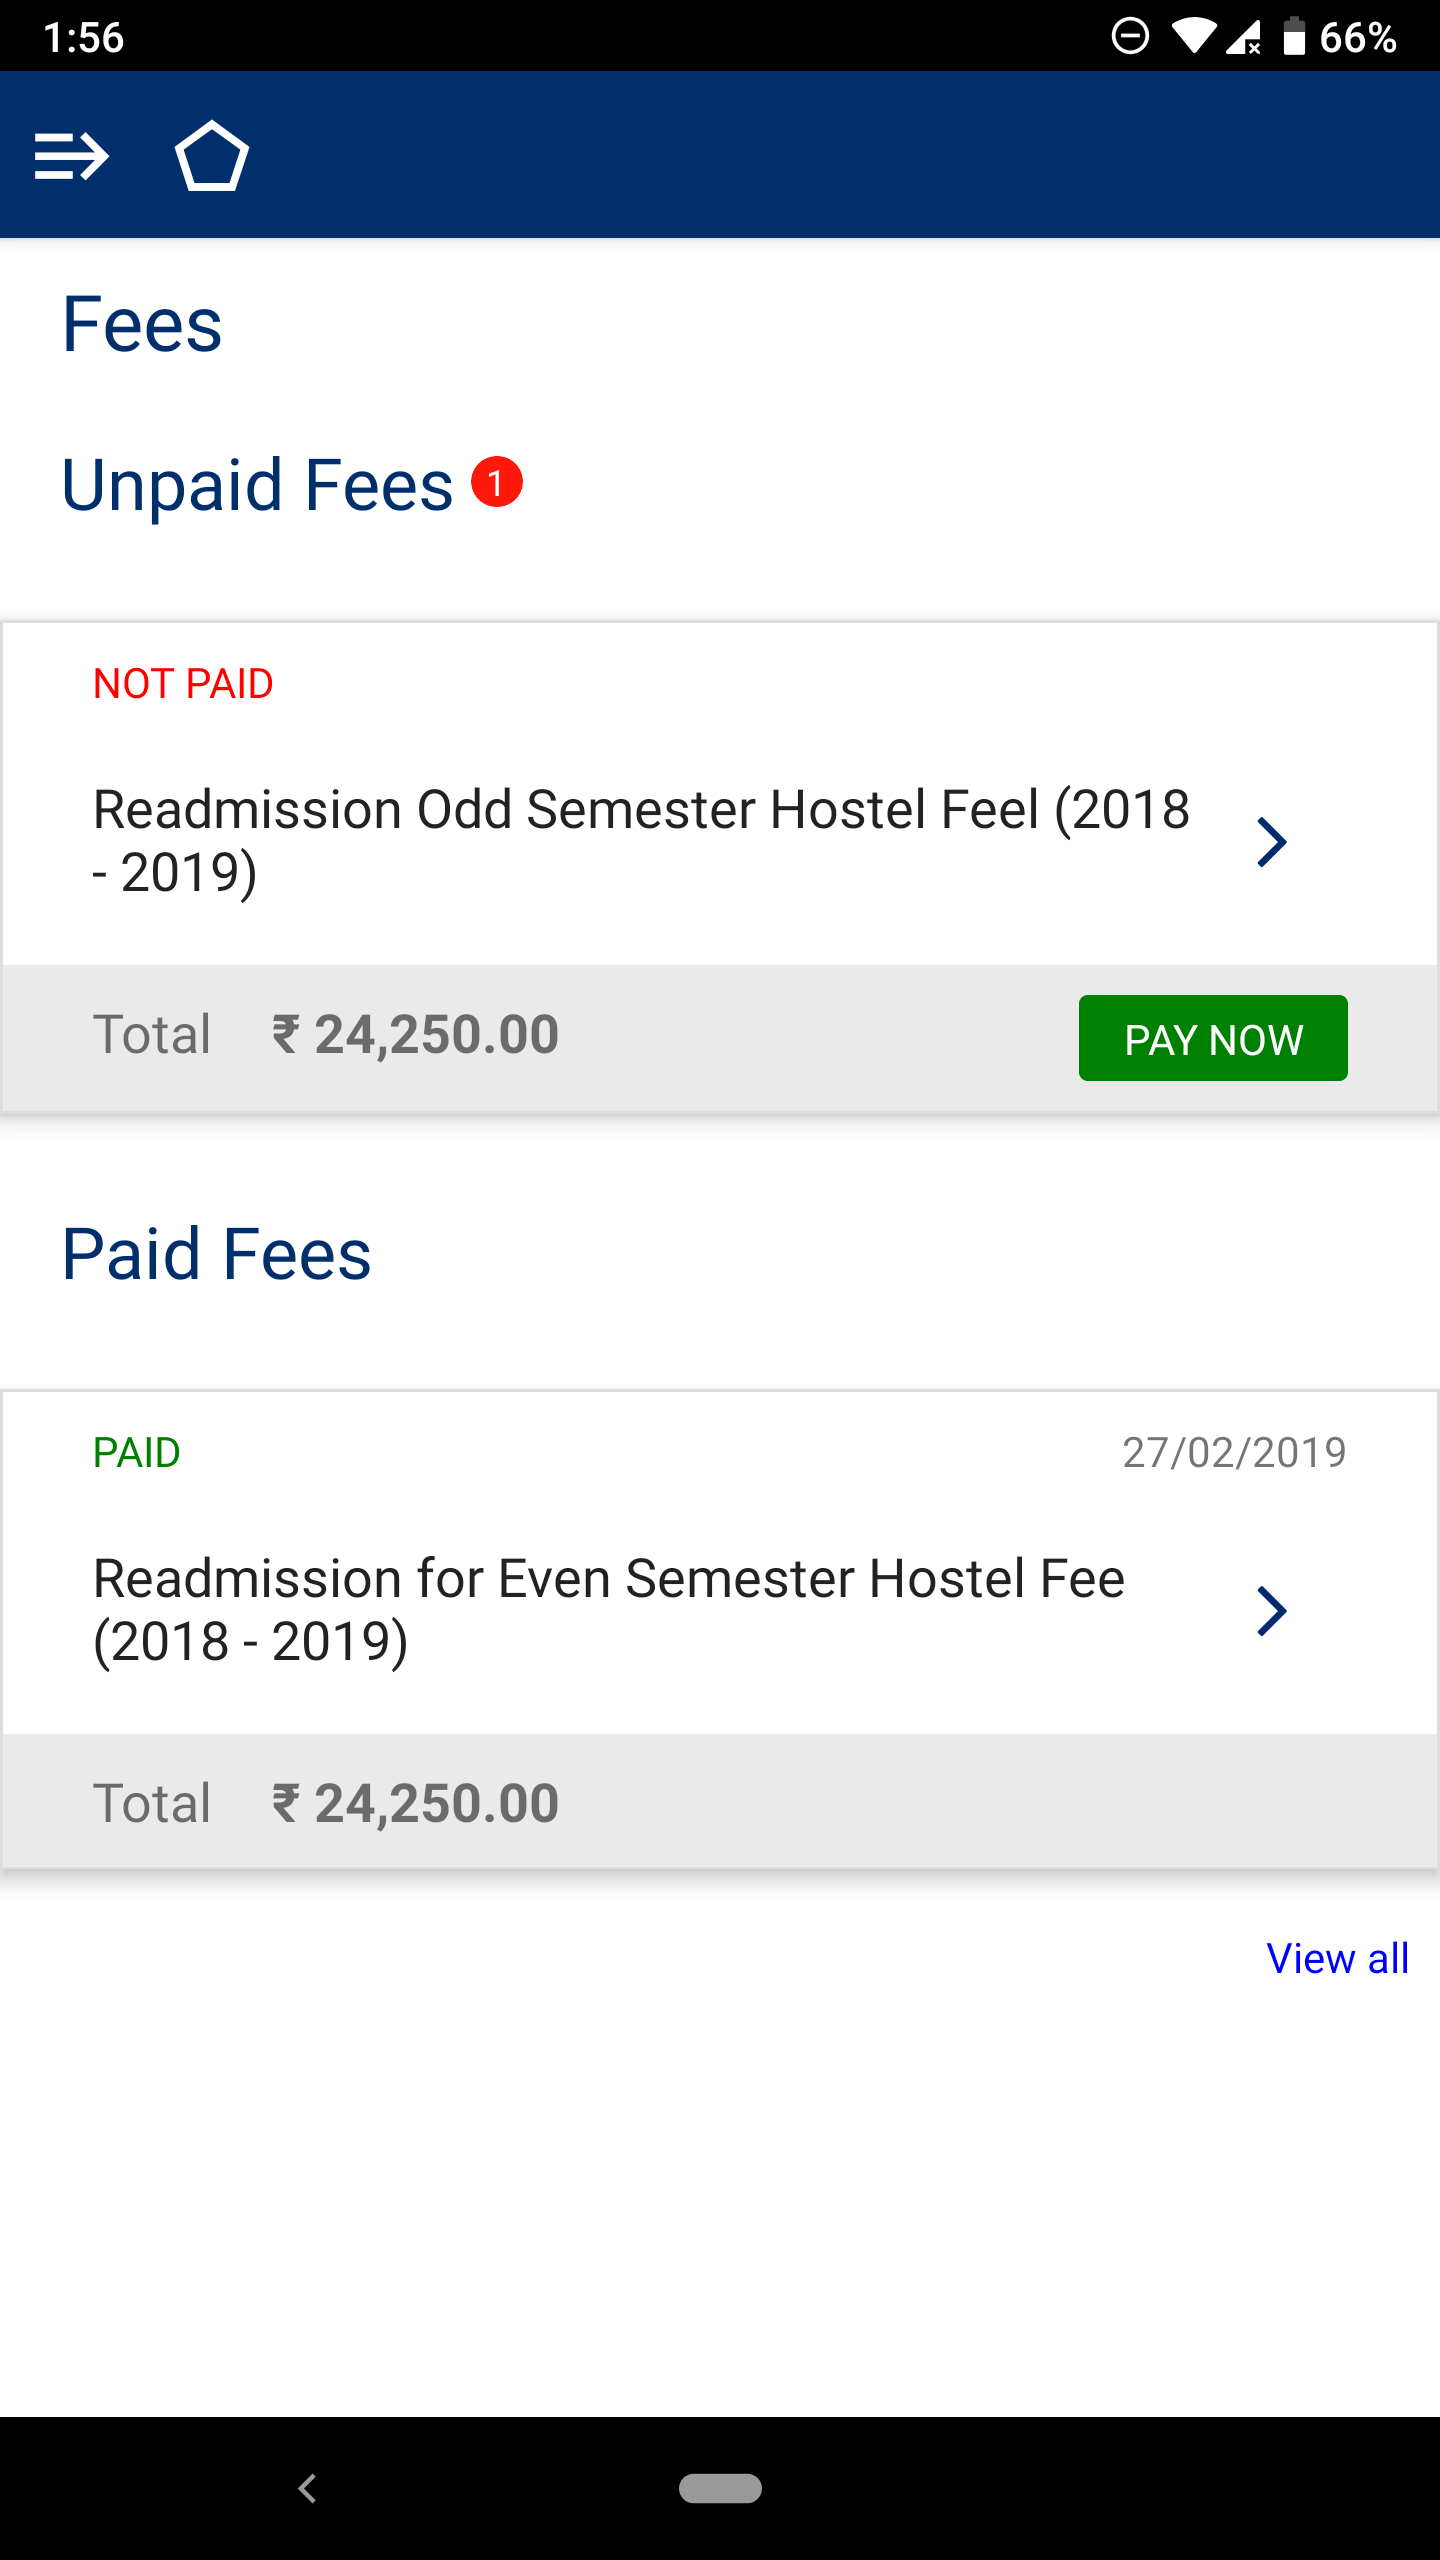 1:56
66%
Fees
Unpaid Fees 1
NOT PAID
Readmission Odd Semester Hostel Feel (2018
- 2019)
Total ₹ 24,250.00
PAY NOW
Paid Fees
PAID
27/02/2019
Readmission for Even Semester Hostel Fee
(2018 - 2019)
Total ₹ 24,250.00
View all